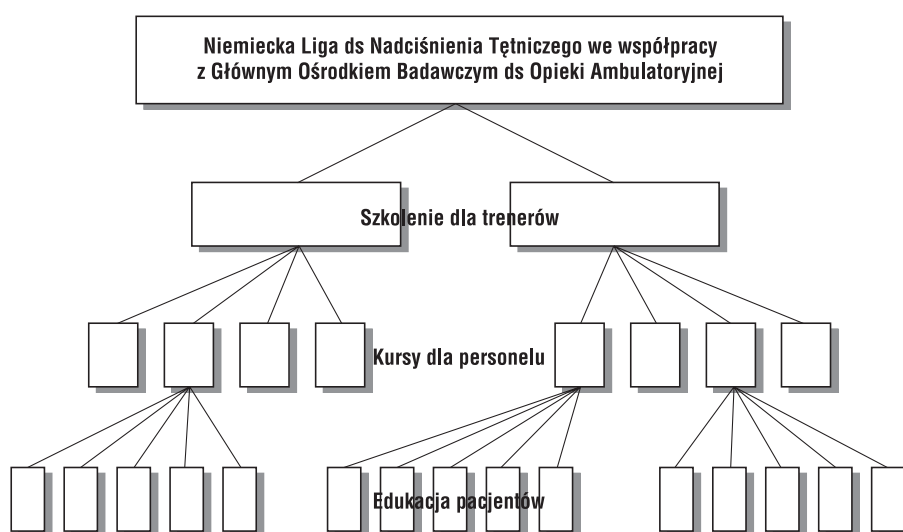 Niemiecka Liga ds Nadciśnienia Tętniczego we współpracy
z Głównym Ośrodkiem Badawczym ds Opieki Ambulatoryjnej
Szkolenie dla trenerów
Kursy dla personelu
Edukacja pacjentów